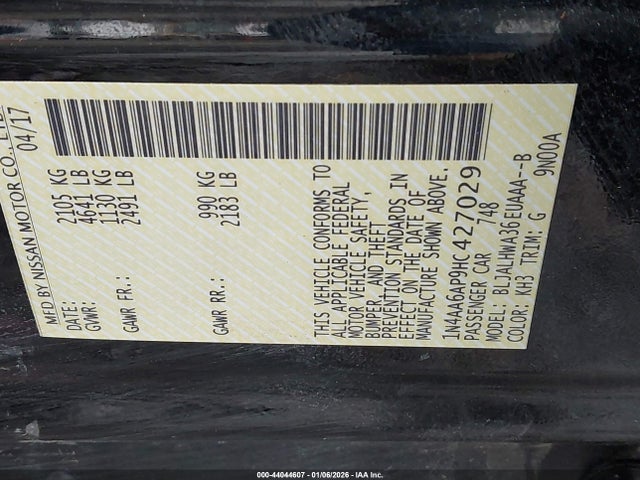 MFD BY NISSAN MOTOR CO., LTD.
DATE: 04/17
GVWR: 2105 KG
4641 LB
GAWR FR.: 1130 KG
2491 LB
GAWR RR.: 990 KG
2183 LB
THIS VEHICLE CONFORMS TO
ALL APPLICABLE FEDERAL
MOTOR VEHICLE SAFETY,
BUMPER, AND THEFT
PREVENTION STANDARDS IN
EFFECT ON THE DATE OF
MANUFACTURE SHOWN ABOVE.
1N4AA6AP9HC427029
PASSENGER CAR 748
MODEL: BLJALHWA36EUAAA--B
COLOR: KH3 TRIM: G 9N00A
000-44044607 - 01/06/2026 - IAA Inc.